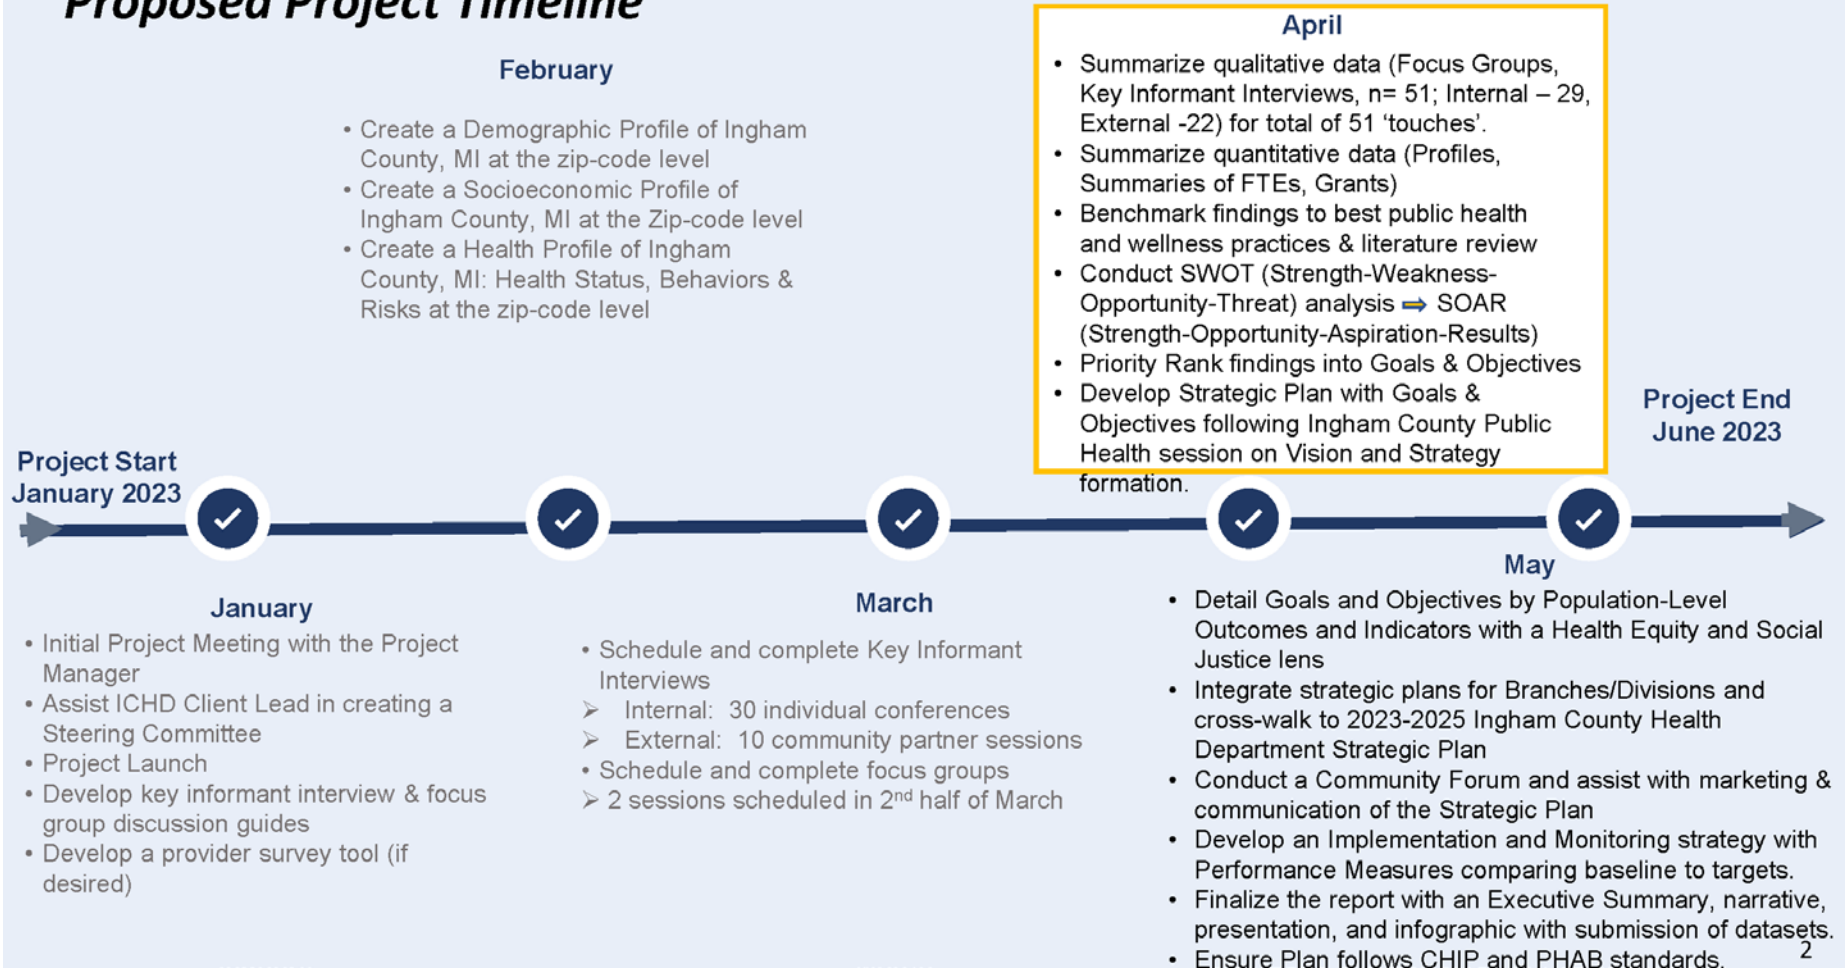 Proposed Project Timeline
February
• Create a Demographic Profile of Ingham
County, MI at the zip-code level
• Create a Socioeconomic Profile of
Ingham County, MI at the Zip-code level
• Create a Health Profile of Ingham
County, MI: Health Status, Behaviors &
Risks at the zip-code level
April
• Summarize qualitative data (Focus Groups,
Key Informant Interviews, n= 51; Internal – 29,
External -22) for total of 51 ‘touches’.
• Summarize quantitative data (Profiles,
Summaries of FTEs, Grants)
• Benchmark findings to best public health
and wellness practices & literature review
• Conduct SWOT (Strength-Weakness-
Opportunity-Threat) analysis ⇨ SOAR
(Strength-Opportunity-Aspiration-Results)
• Priority Rank findings into Goals & Objectives
• Develop Strategic Plan with Goals &
Objectives following Ingham County Public
Health session on Vision and Strategy
formation.
Project Start
January 2023
Project End
June 2023
January
• Initial Project Meeting with the Project
Manager
• Assist ICHD Client Lead in creating a
Steering Committee
• Project Launch
• Develop key informant interview & focus
group discussion guides
• Develop a provider survey tool (if
desired)
March
• Schedule and complete Key Informant
Interviews
➢ Internal: 30 individual conferences
➢ External: 10 community partner sessions
• Schedule and complete focus groups
➢ 2 sessions scheduled in 2nd half of March
May
• Detail Goals and Objectives by Population-Level
Outcomes and Indicators with a Health Equity and Social
Justice lens
• Integrate strategic plans for Branches/Divisions and
cross-walk to 2023-2025 Ingham County Health
Department Strategic Plan
• Conduct a Community Forum and assist with marketing &
communication of the Strategic Plan
• Develop an Implementation and Monitoring strategy with
Performance Measures comparing baseline to targets.
• Finalize the report with an Executive Summary, narrative,
presentation, and infographic with submission of datasets.
• Ensure Plan follows CHIP and PHAB standards.
2